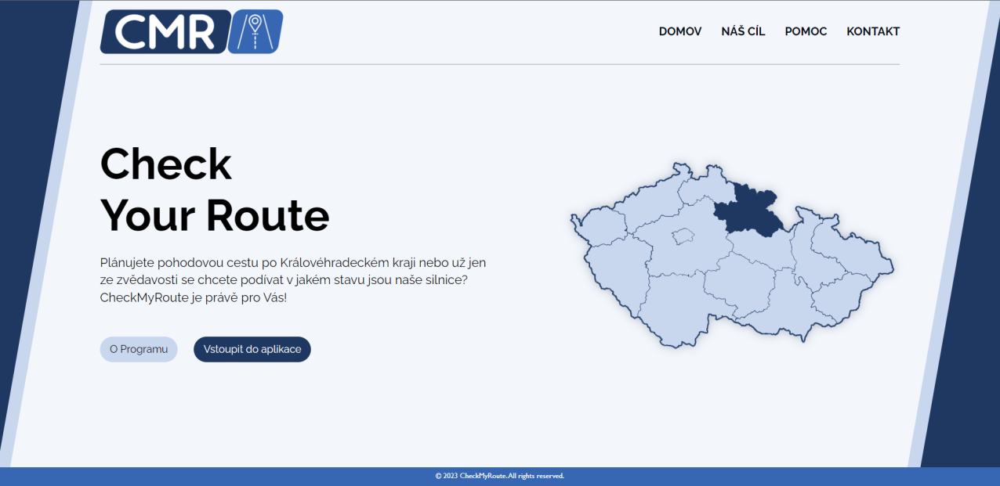 CMR
DOMOV NÁŠ CÍL POMOC KONTAKT
Check
Your Route
Plánujete pohodovou cestu po Královéhradeckém kraji nebo už jen
ze zvědavosti se chcete podívat v jakém stavu jsou naše silnice?
CheckMyRoute je právě pro Vás!
O Programu Vstoupit do aplikace
© 2023 CheckMyRoute. All rights reserved.